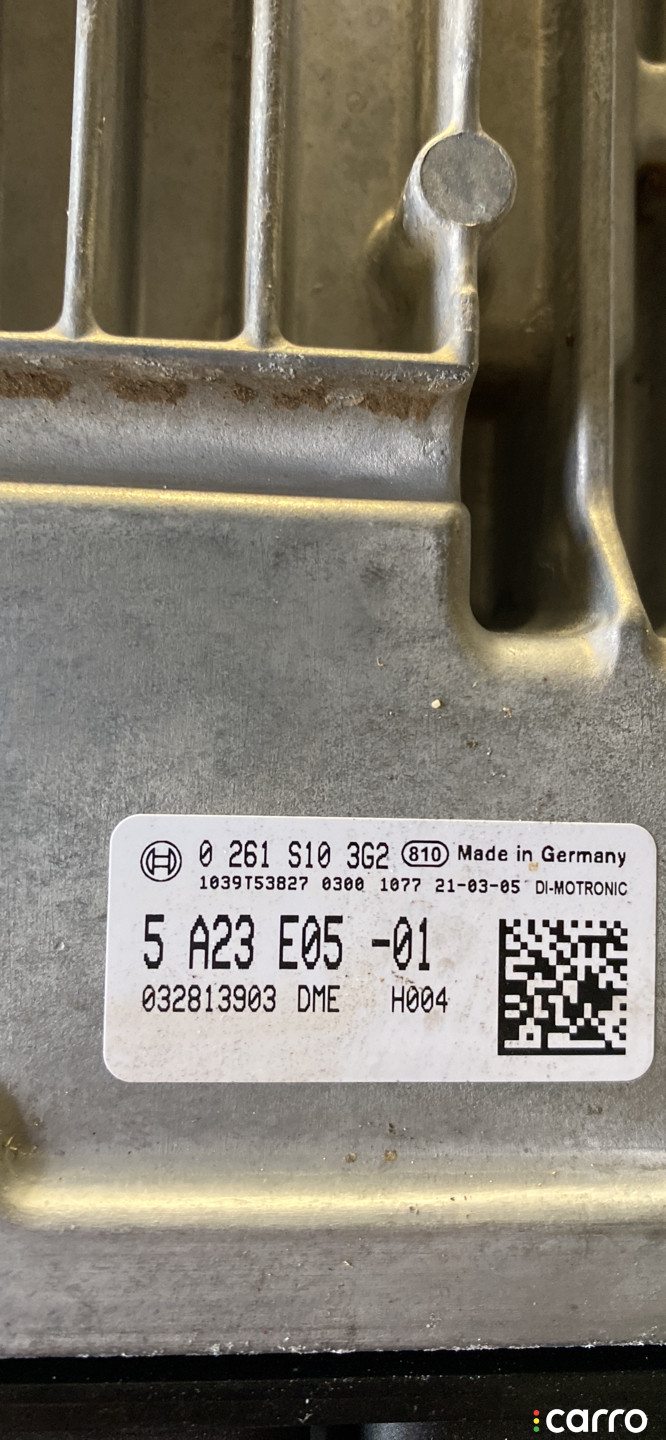 0 261 S10 3G2 810 Made in Germany
1039T53827 0300 1077 21-03-05 DI-MOTRONIC
5 A23 E05 -01
032813903 DME H004
carro